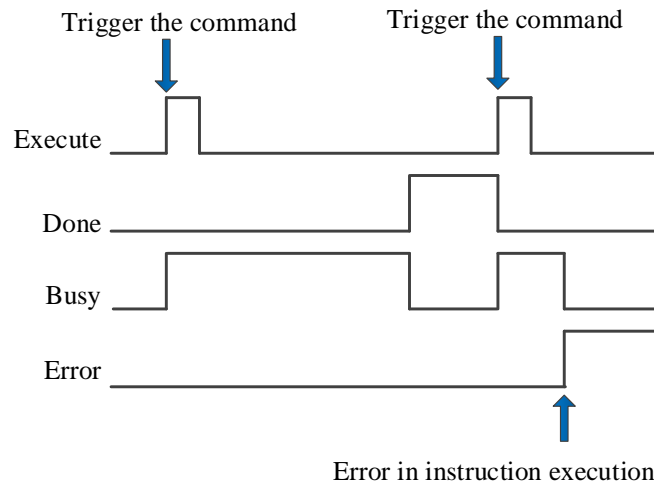 Trigger the command
Trigger the command
Execute
Done
Busy
Error
Error in instruction execution